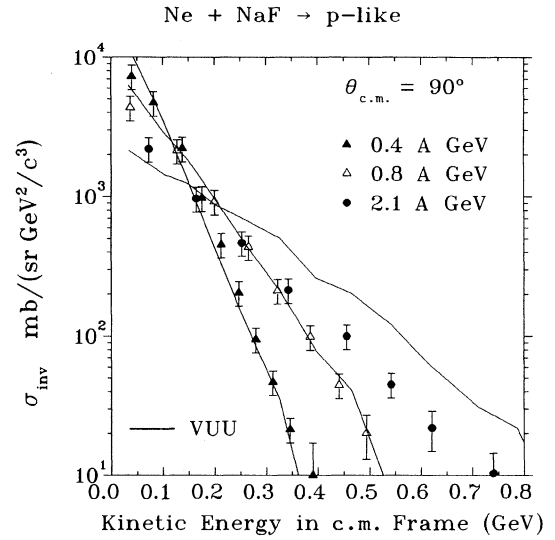 Ne + NaF → p-like
θc.m. = 90°
▲ 0.4 A GeV
△ 0.8 A GeV
● 2.1 A GeV
σinv mb/(sr GeV²/c³)
10⁴
10³
10²
10¹
VUU
0.0 0.1 0.2 0.3 0.4 0.5 0.6 0.7 0.8
Kinetic Energy in c.m. Frame (GeV)